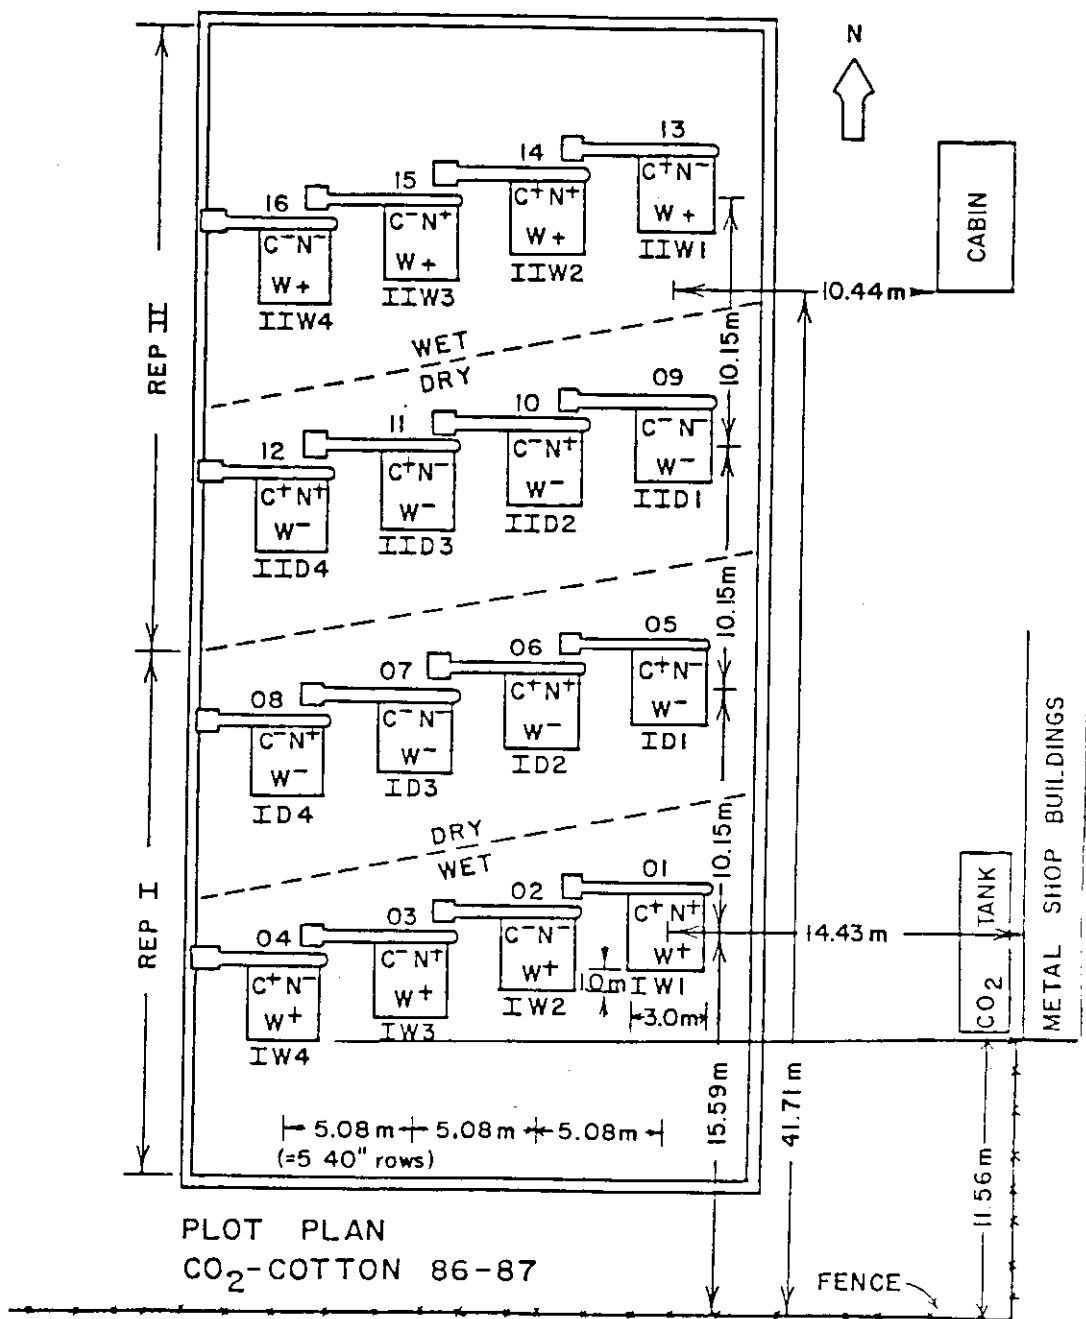 N
13
C⁺N⁻
W+
IIW1
14
C⁺N⁺
W+
IIW2
15
C⁻N⁺
W+
IIW3
16
C⁻N⁻
W+
IIW4
CABIN
10.44m
REP II
WET
DRY
10.15m
09
C⁻N⁻
W⁻
IID1
10
C⁻N⁺
W⁻
IID2
11
C⁺N⁻
W⁻
IID3
12
C⁺N⁺
W⁻
IID4
10.15m
05
C⁺N⁻
W⁻
ID1
06
C⁺N⁺
W⁻
ID2
07
C⁻N⁻
W⁻
ID3
08
C⁻N⁺
W⁻
ID4
DRY
WET
10.15m
REP I
01
C⁺N⁺
W⁺
IW1
02
C⁻N⁻
W⁺
IW2
03
C⁻N⁺
W⁺
IW3
04
C⁺N⁻
W⁺
IW4
1.0m
3.0m
14.43m
CO₂ TANK
METAL SHOP BUILDINGS
5.08m 5.08m 5.08m
(=5 40" rows)
15.59m
41.71m
11.56m
PLOT PLAN
CO₂-COTTON 86-87
FENCE